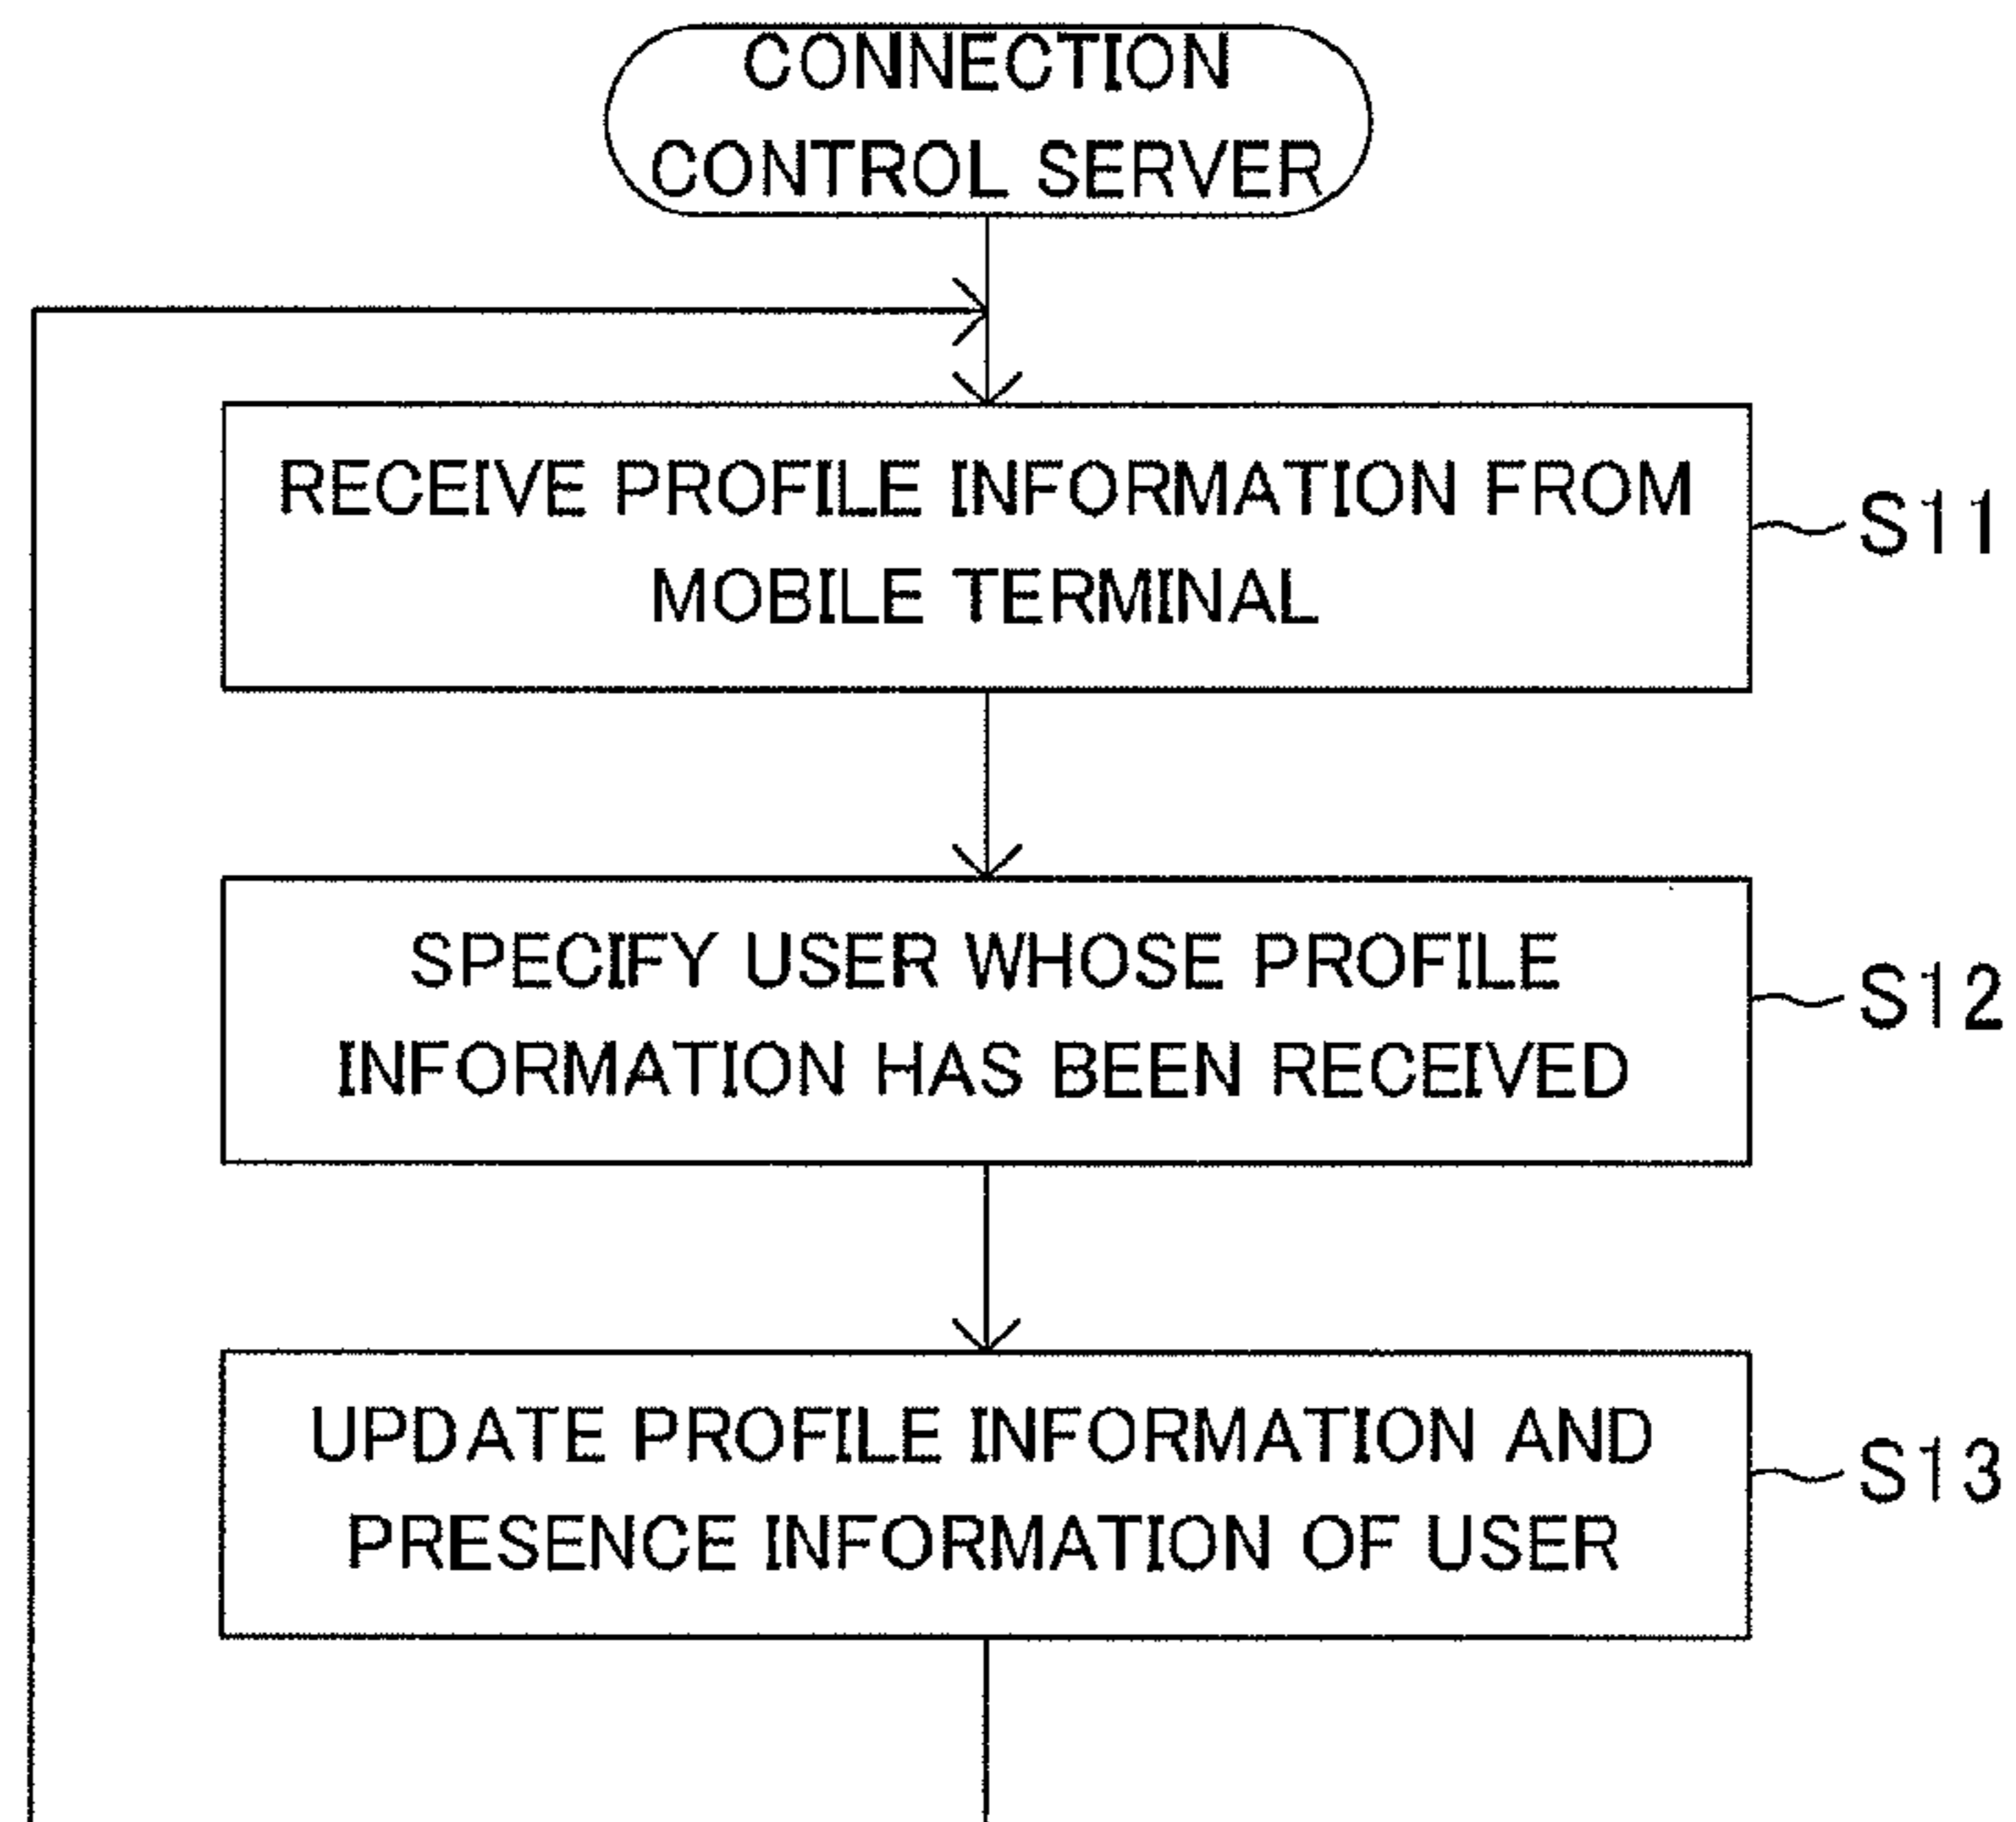 CONNECTION
CONTROL SERVER
RECEIVE PROFILE INFORMATION FROM
MOBILE TERMINAL
S11
SPECIFY USER WHOSE PROFILE
INFORMATION HAS BEEN RECEIVED
S12
UPDATE PROFILE INFORMATION AND
PRESENCE INFORMATION OF USER
S13